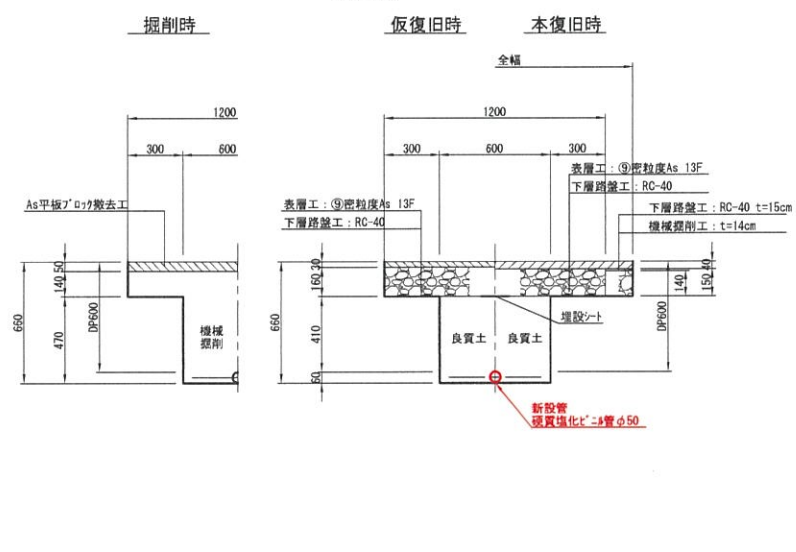 掘削時
仮復旧時
本復旧時
全幅
1200
1200
300
600
300
600
300
表層工：⑨密粒度As 13F
下層路盤工：RC-40
As平板ﾌﾞﾛｯｸ撤去工
表層工：⑨密粒度As 13F
下層路盤工：RC-40
下層路盤工：RC-40 t=15cm
機械掘削工：t=14cm
50
140
660
470
DP600
機械
掘削
30
160
660
410
60
良質土
良質土
埋設ｼｰﾄ
40
140
150
DP600
新設管
硬質塩化ﾋﾞﾆﾙ管φ50